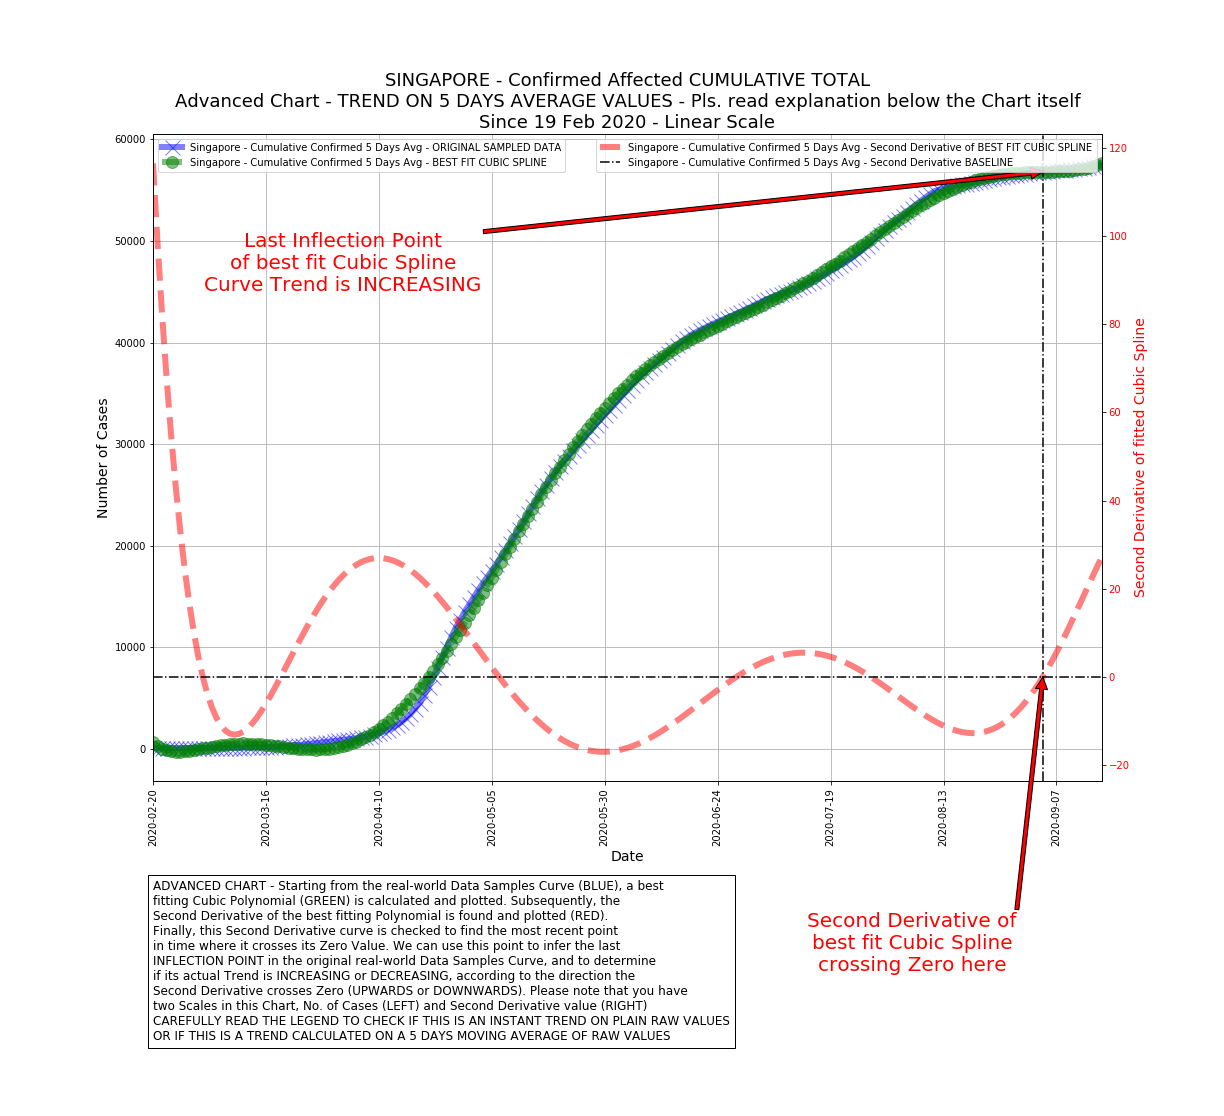 SINGAPORE - Confirmed Affected CUMULATIVE TOTAL
Advanced Chart - TREND ON 5 DAYS AVERAGE VALUES - Pls. read explanation below the Chart itself
Since 19 Feb 2020 - Linear Scale
Singapore - Cumulative Confirmed 5 Days Avg - ORIGINAL SAMPLED DATA
Singapore - Cumulative Confirmed 5 Days Avg - BEST FIT CUBIC SPLINE
Singapore - Cumulative Confirmed 5 Days Avg - Second Derivative of BEST FIT CUBIC SPLINE
Singapore - Cumulative Confirmed 5 Days Avg - Second Derivative BASELINE
Last Inflection Point
of best fit Cubic Spline
Curve Trend is INCREASING
Number of Cases
60000
50000
40000
30000
20000
10000
0
Second Derivative of fitted Cubic Spline
120
100
80
60
40
20
0
−20
2020-02-20
2020-03-16
2020-04-10
2020-05-05
2020-05-30
2020-06-24
2020-07-19
2020-08-13
2020-09-07
Date
ADVANCED CHART - Starting from the real-world Data Samples Curve (BLUE), a best
fitting Cubic Polynomial (GREEN) is calculated and plotted. Subsequently, the
Second Derivative of the best fitting Polynomial is found and plotted (RED).
Finally, this Second Derivative curve is checked to find the most recent point
in time where it crosses its Zero Value. We can use this point to infer the last
INFLECTION POINT in the original real-world Data Samples Curve, and to determine
if its actual Trend is INCREASING or DECREASING, according to the direction the
Second Derivative crosses Zero (UPWARDS or DOWNWARDS). Please note that you have
two Scales in this Chart, No. of Cases (LEFT) and Second Derivative value (RIGHT)
CAREFULLY READ THE LEGEND TO CHECK IF THIS IS AN INSTANT TREND ON PLAIN RAW VALUES
OR IF THIS IS A TREND CALCULATED ON A 5 DAYS MOVING AVERAGE OF RAW VALUES
Second Derivative of
best fit Cubic Spline
crossing Zero here